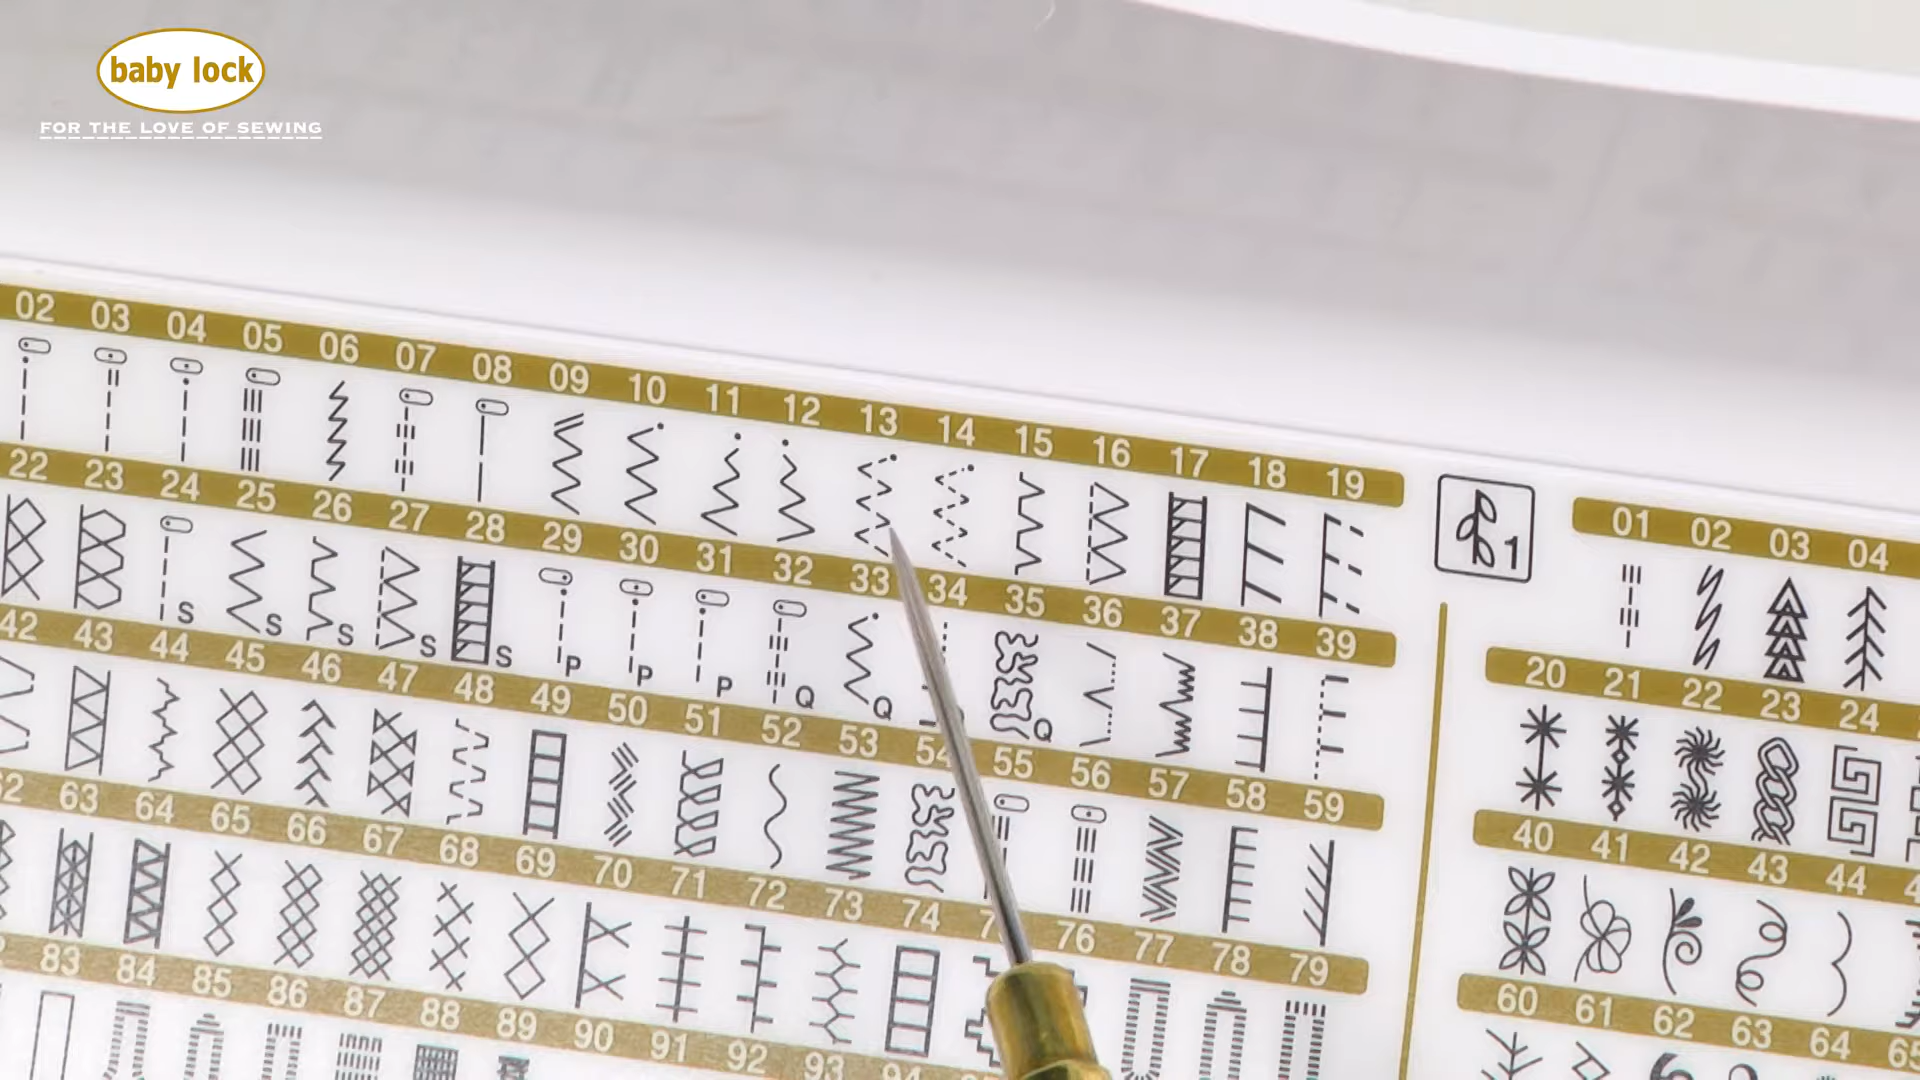 baby lock
FOR THE LOVE OF SEWING
02 03 04 05 06 07 08 09 10 11 12 13 14 15 16 17 18 19
1
01 02 03 04
22 23 24 25 26 27 28 29 30 31 32 33 34 35 36 37 38 39
S S S S S P P P Q Q Q
20 21 22 23 24
42 43 44 45 46 47 48 49 50 51 52 53 54 55 56 57 58 59
40 41 42 43 44
63 64 65 66 67 68 69 70 71 72 73 74 76 77 78 79
60 61 62 63 64 65
83 84 85 86 87 88 89 90 91 92 93 94